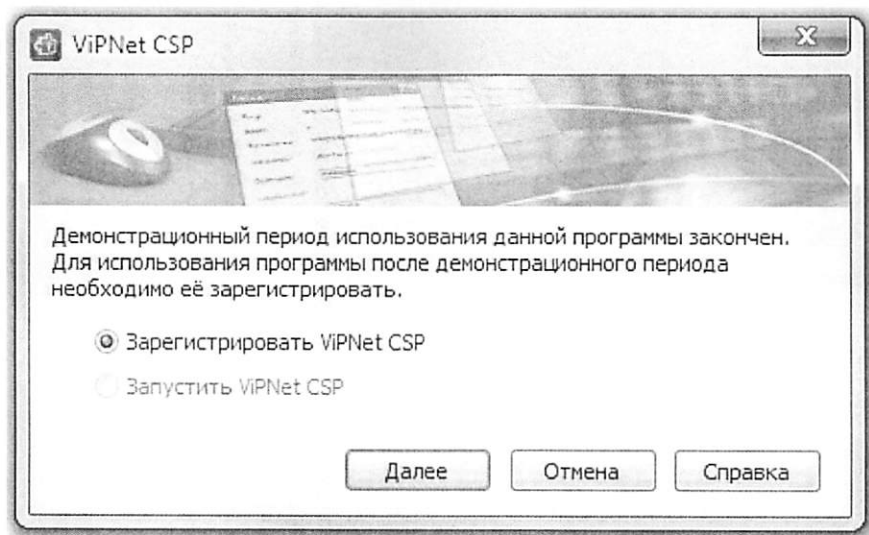 ViPNet CSP
Демонстрационный период использования данной программы закончен.
Для использования программы после демонстрационного периода
необходимо её зарегистрировать.
Зарегистрировать ViPNet CSP
Запустить ViPNet CSP
Далее Отмена Справка